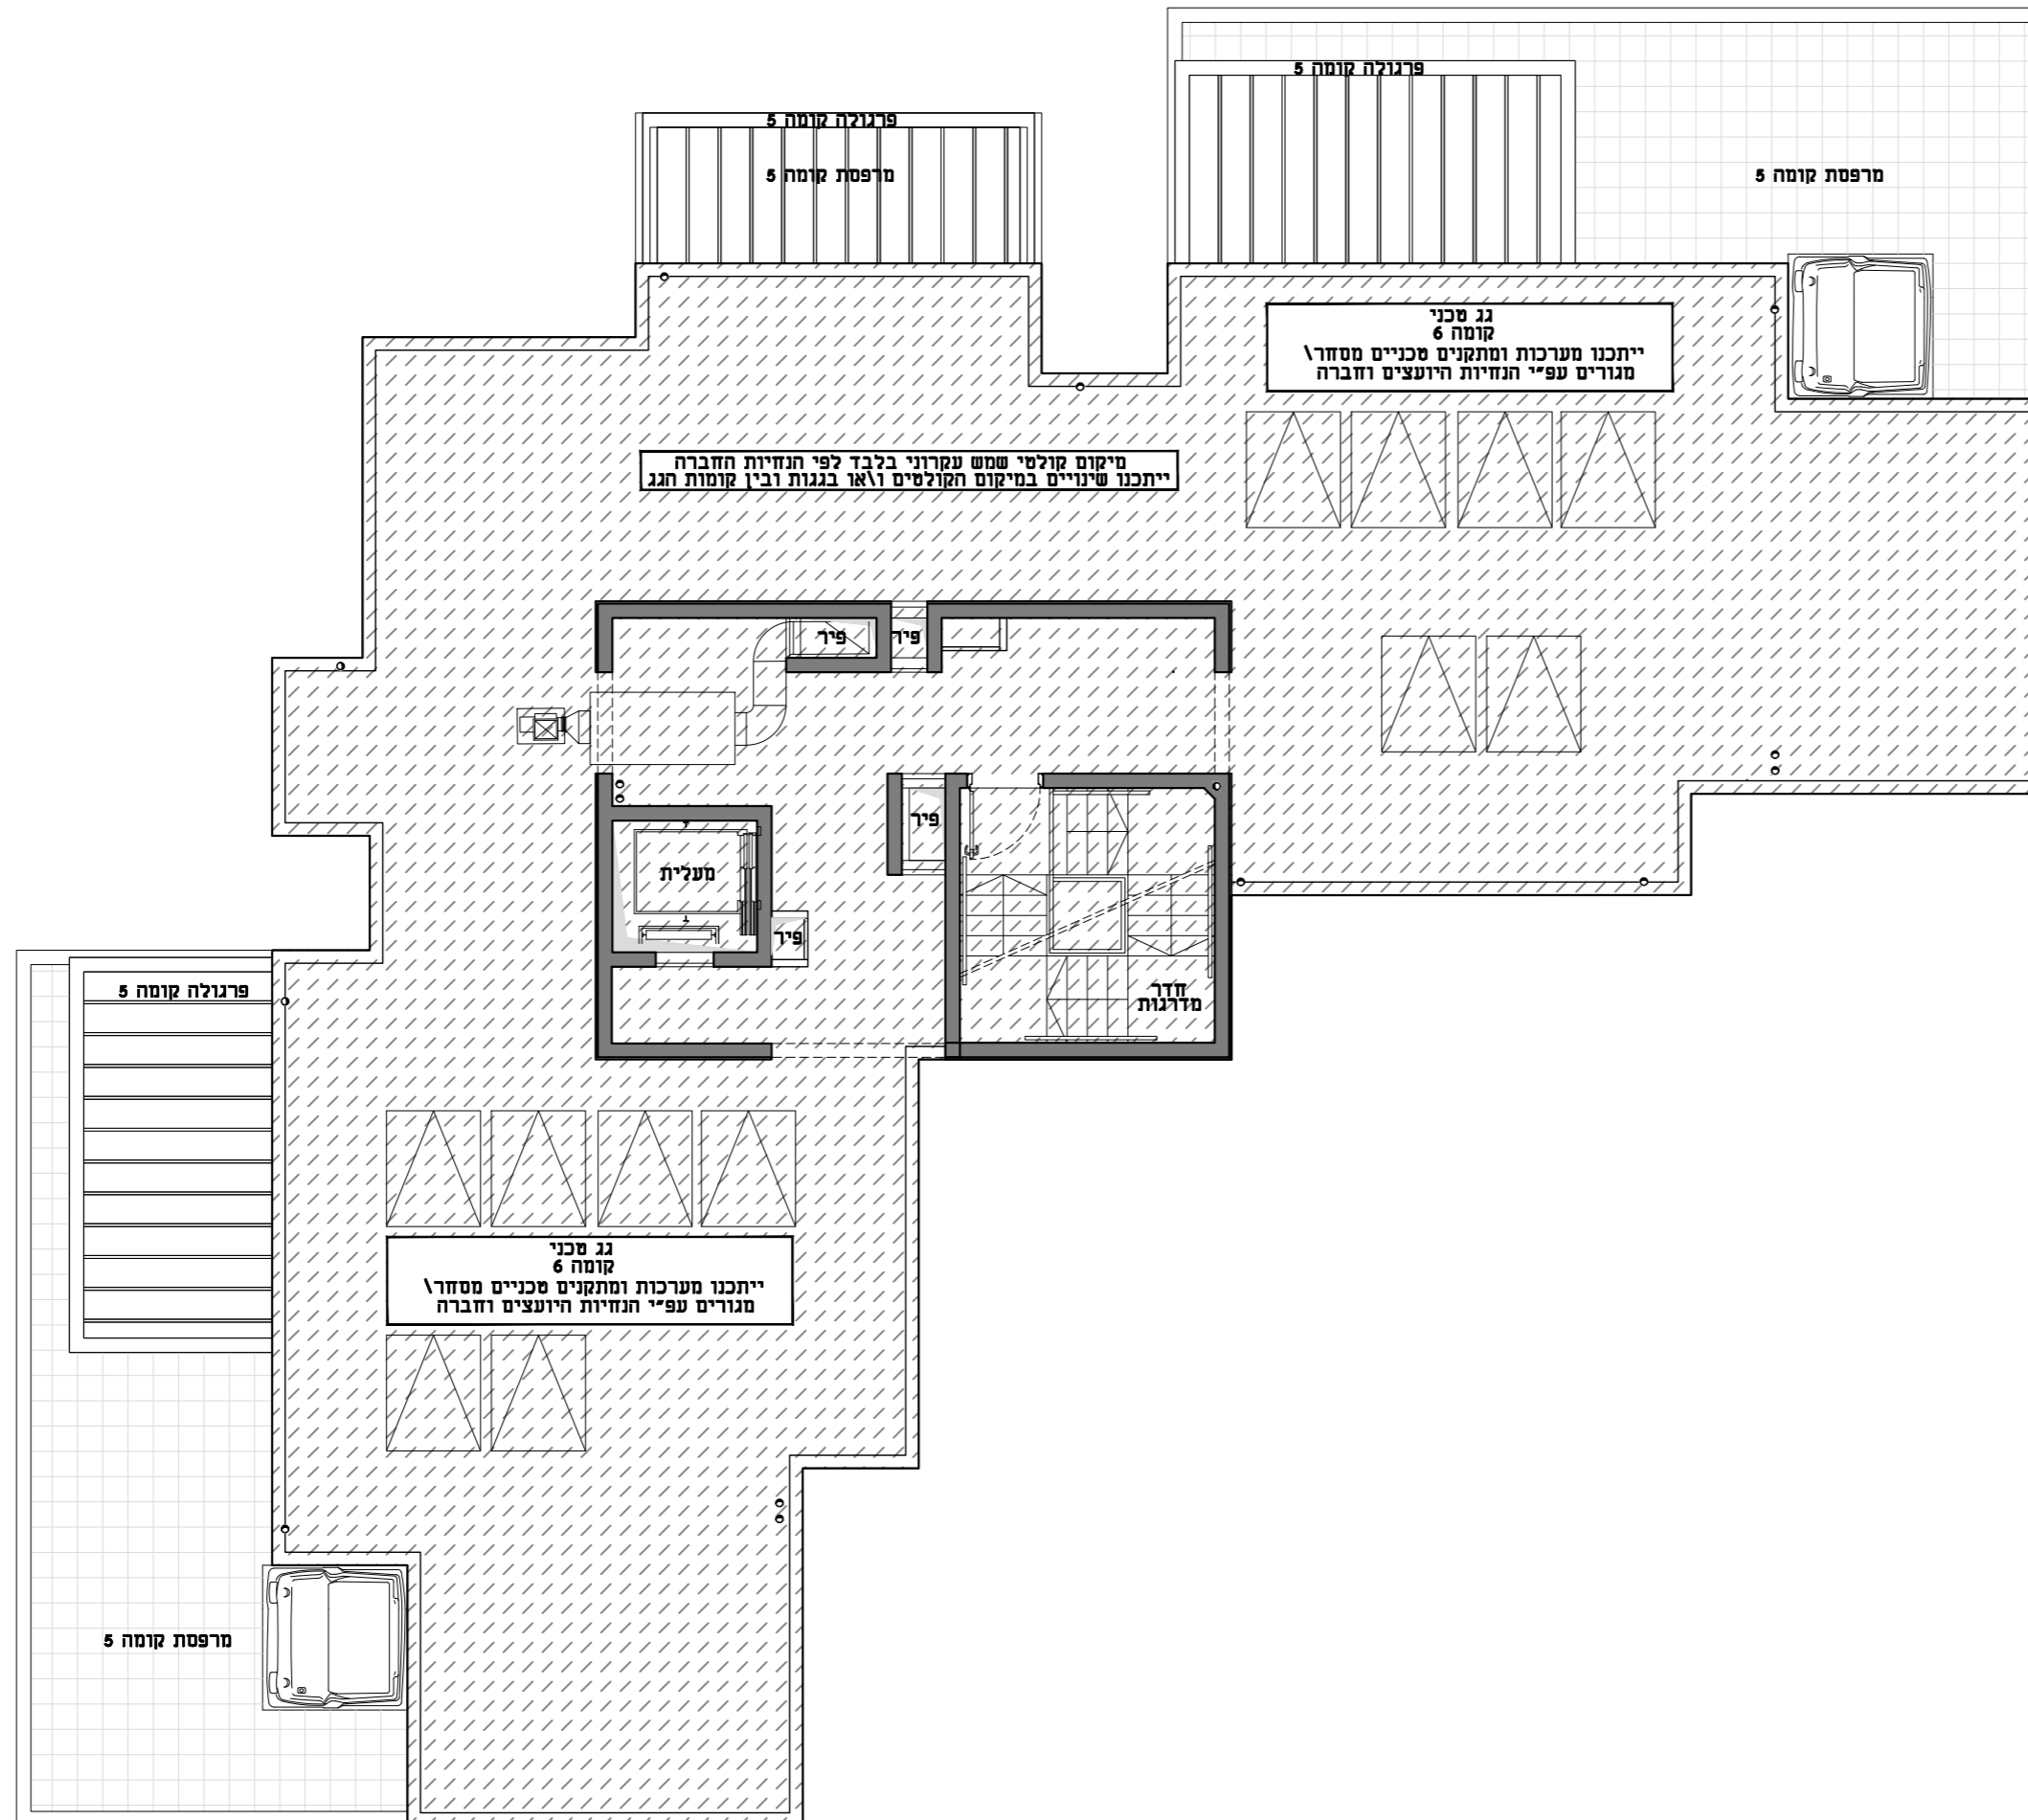 פרגולה קומה 5
פרגולה קומה 5
מרפסת קומה 5
מרפסת קומה 5
גג טכני
קומה 6
ייתכנו מערכות ומתקנים טכניים מסחר\
מגורים עפ״י הנחיות היועצים וחברה
מיקום קולטי שמש עקרוני בלבד לפי הנחיות החברה
ייתכנו שינויים במיקום הקולטים ו\או בגגות ובין קומות הגג
פיר
פיר
פיר
מעלית
פיר
חדר
מדרגות
פרגולה קומה 5
גג טכני
קומה 6
ייתכנו מערכות ומתקנים טכניים מסחר\
מגורים עפ״י הנחיות היועצים וחברה
מרפסת קומה 5